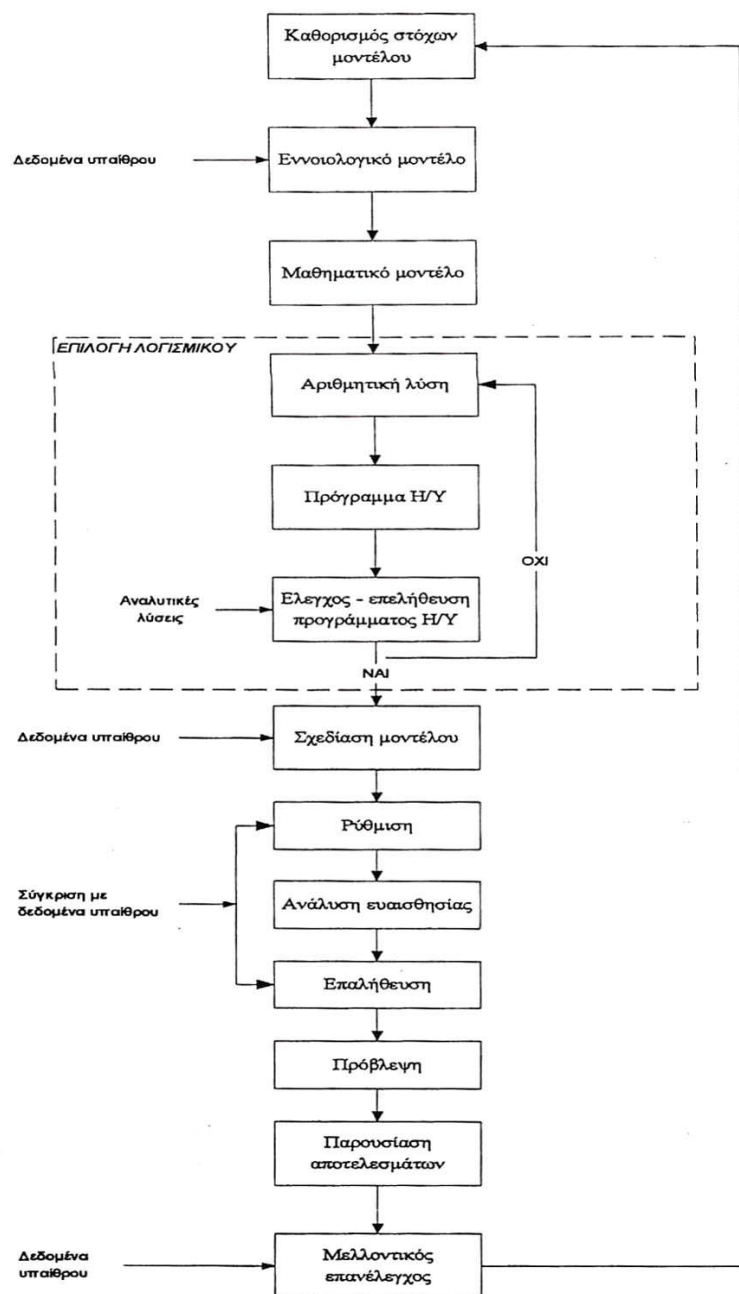 Καθορισμός στόχων
μοντέλου
Δεδομένα υπαίθρου
Εννοιολογικό μοντέλο
Μαθηματικό μοντέλο
ΕΠΙΛΟΓΗ ΛΟΓΙΣΜΙΚΟΥ
Αριθμητική λύση
Πρόγραμμα Η/Υ
ΟΧΙ
Αναλυτικές
λύσεις
Ελεγχος - επελήθευση
προγράμματος Η/Υ
ΝΑΙ
Δεδομένα υπαίθρου
Σχεδίαση μοντέλου
Ρύθμιση
Σύγκριση με
δεδομένα υπαίθρου
Ανάλυση ευαισθησίας
Επαλήθευση
Πρόβλεψη
Παρουσίαση
αποτελεσμάτων
Δεδομένα
υπαίθρου
Μελλοντικός
επανέλεγχος